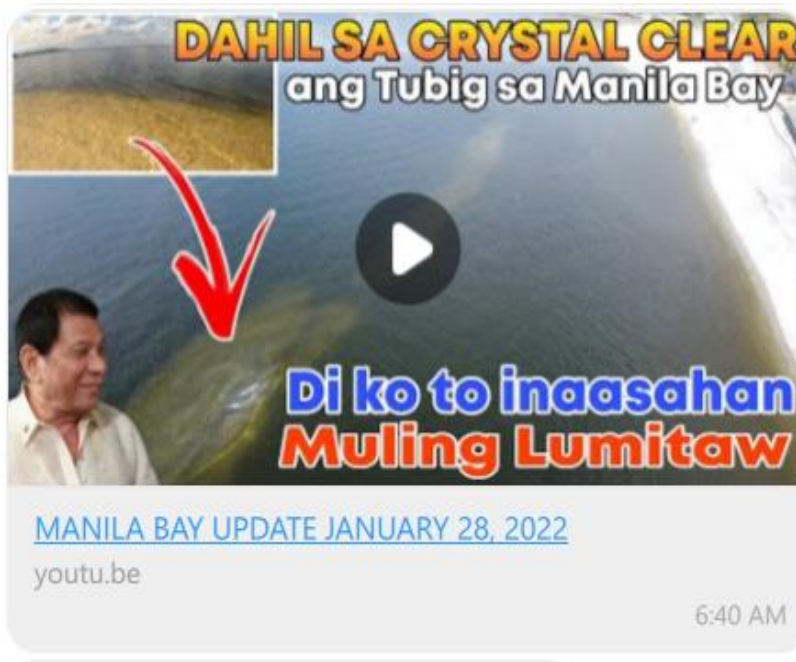 DAHIL SA CRYSTAL CLEAR
ang Tubig sa Manila Bay
Di ko to inaasahan
Muling Lumitaw
MANILA BAY UPDATE JANUARY 28, 2022
youtu.be
6:40 AM